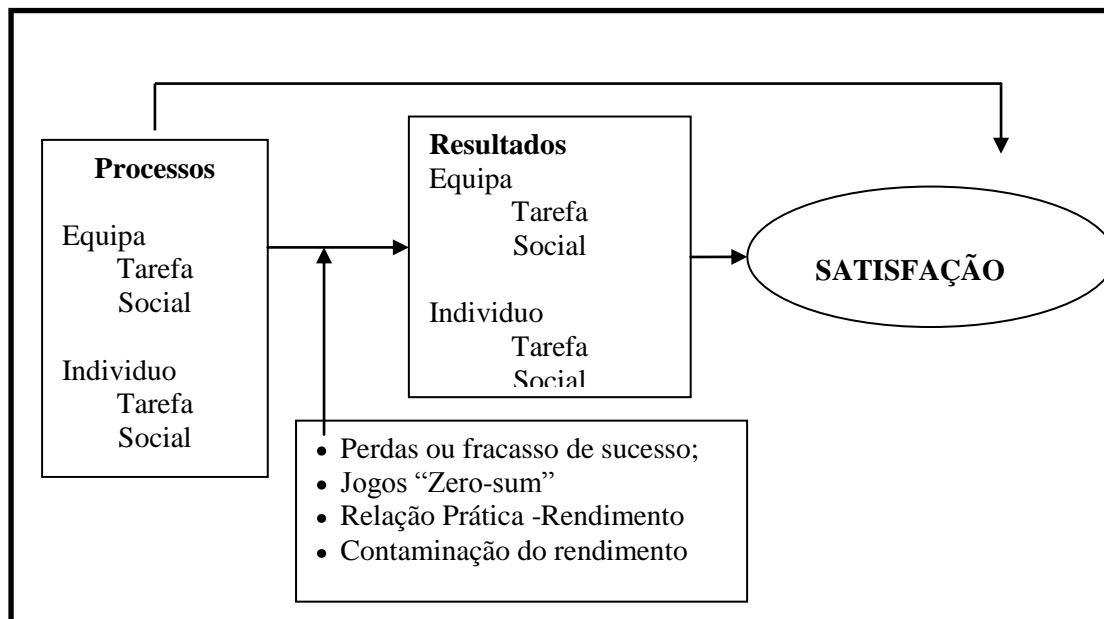 Processos
Equipa
Tarefa
Social
Individuo
Tarefa
Social
Resultados
Equipa
Tarefa
Social
Individuo
Tarefa
Social
SATISFAÇÃO
• Perdas ou fracasso de sucesso;
• Jogos “Zero-sum”
• Relação Prática -Rendimento
• Contaminação do rendimento